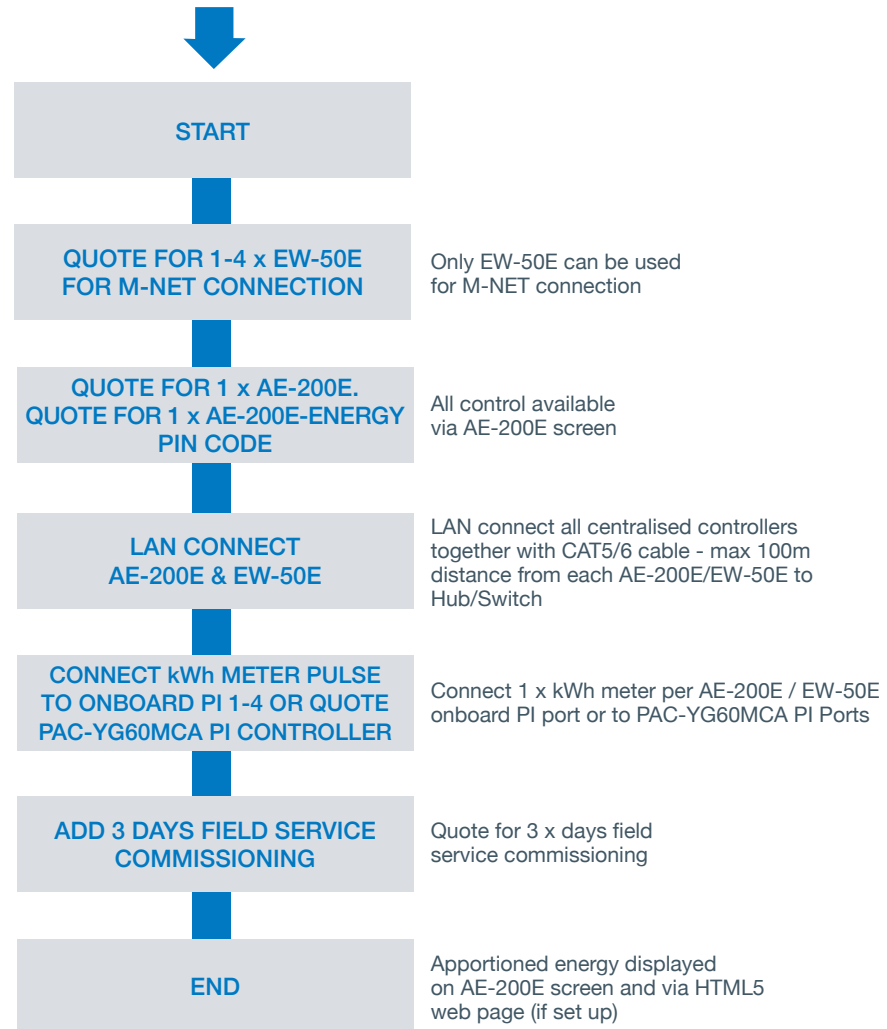 START
QUOTE FOR 1-4 x EW-50E
FOR M-NET CONNECTION
Only EW-50E can be used
for M-NET connection
QUOTE FOR 1 x AE-200E.
QUOTE FOR 1 x AE-200E-ENERGY
PIN CODE
All control available
via AE-200E screen
LAN CONNECT
AE-200E & EW-50E
LAN connect all centralised controllers
together with CAT5/6 cable - max 100m
distance from each AE-200E/EW-50E to
Hub/Switch
CONNECT kWh METER PULSE
TO ONBOARD PI 1-4 OR QUOTE
PAC-YG60MCA PI CONTROLLER
Connect 1 x kWh meter per AE-200E / EW-50E
onboard PI port or to PAC-YG60MCA PI Ports
ADD 3 DAYS FIELD SERVICE
COMMISSIONING
Quote for 3 x days field
service commissioning
END
Apportioned energy displayed
on AE-200E screen and via HTML5
web page (if set up)